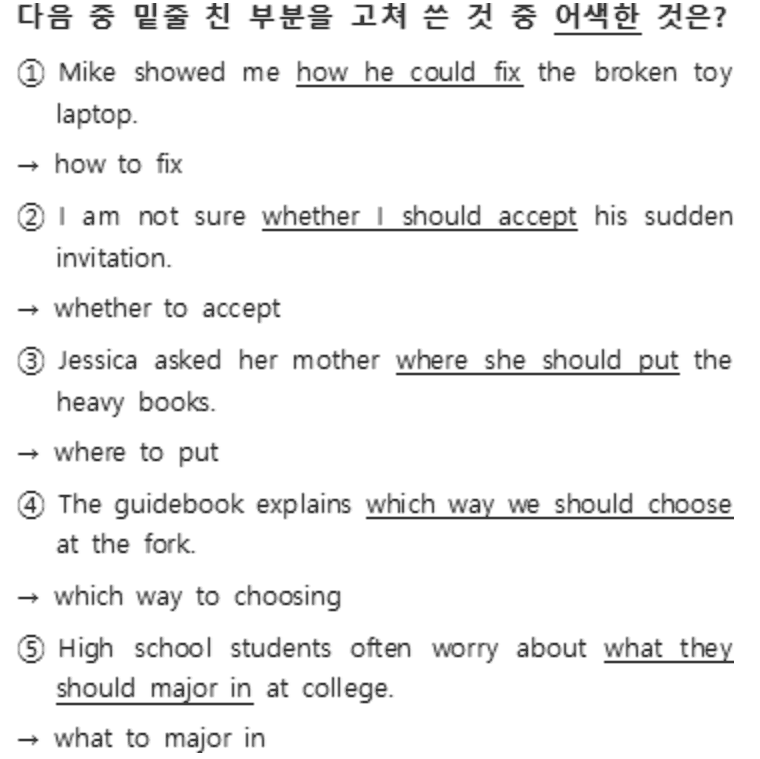 다음 중 밑줄 친 부분을 고쳐 쓴 것 중 어색한 것은?
① Mike showed me how he could fix the broken toy
laptop.
→ how to fix
② I am not sure whether I should accept his sudden
invitation.
→ whether to accept
③ Jessica asked her mother where she should put the
heavy books.
→ where to put
④ The guidebook explains which way we should choose
at the fork.
→ which way to choosing
⑤ High school students often worry about what they
should major in at college.
→ what to major in